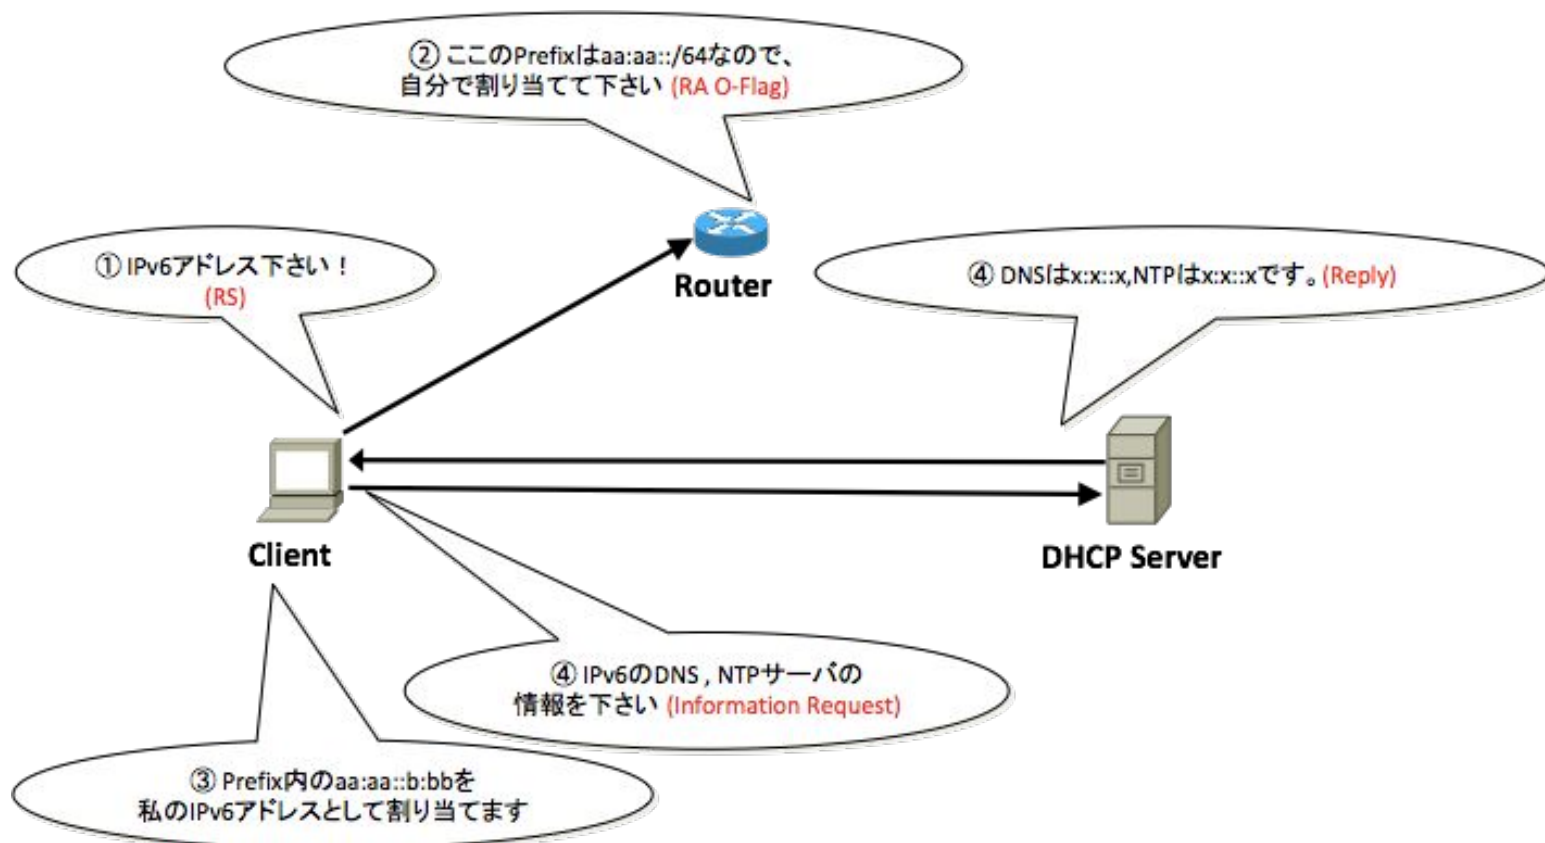 ② ここのPrefixはaa:aa::/64なので、
自分で割り当てて下さい (RA O-Flag)
① IPv6アドレス下さい！
(RS)
Router
④ DNSはx:x::x,NTPはx:x::xです。(Reply)
Client
DHCP Server
④ IPv6のDNS , NTPサーバの
情報を下さい (Information Request)
③ Prefix内のaa:aa::b:bbを
私のIPv6アドレスとして割り当てます